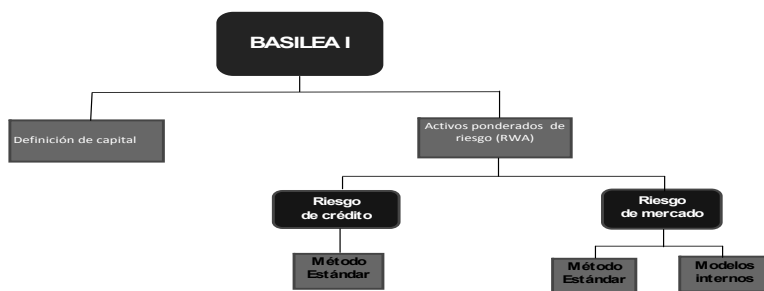 BASILEA I
Definición de capital
Activos ponderados de
riesgo (RWA)
Riesgo
de crédito
Riesgo
de mercado
Método
Estándar
Método
Estándar
Modelos
internos